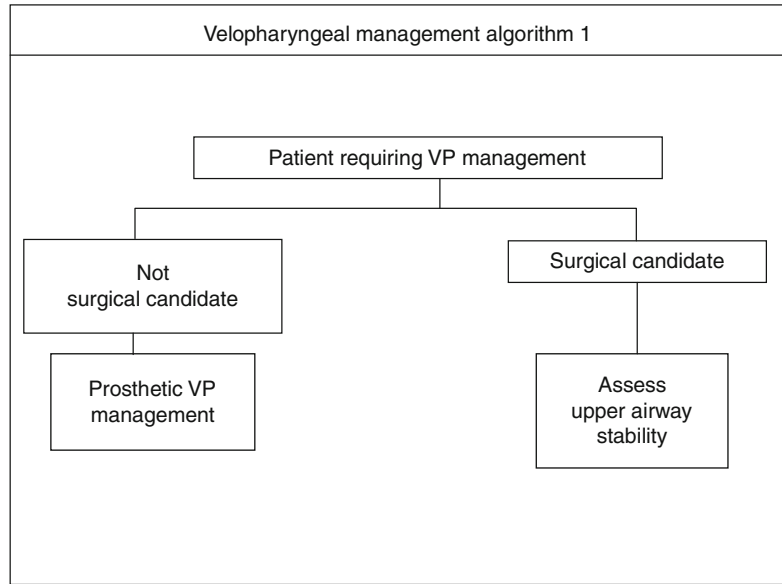 Velopharyngeal management algorithm 1
Patient requiring VP management
Not
surgical candidate
Surgical candidate
Prosthetic VP
management
Assess
upper airway
stability